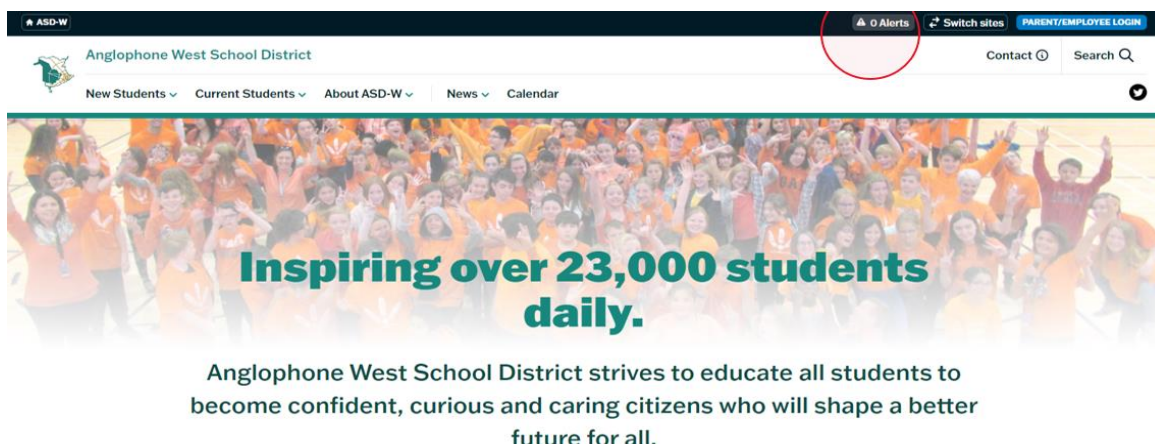 ASD-W
0 Alerts
Switch sites
PARENT/EMPLOYEE LOGIN
Anglophone West School District
Contact
Search
New Students
Current Students
About ASD-W
News
Calendar
Inspiring over 23,000 students
daily.
Anglophone West School District strives to educate all students to
become confident, curious and caring citizens who will shape a better
future for all.